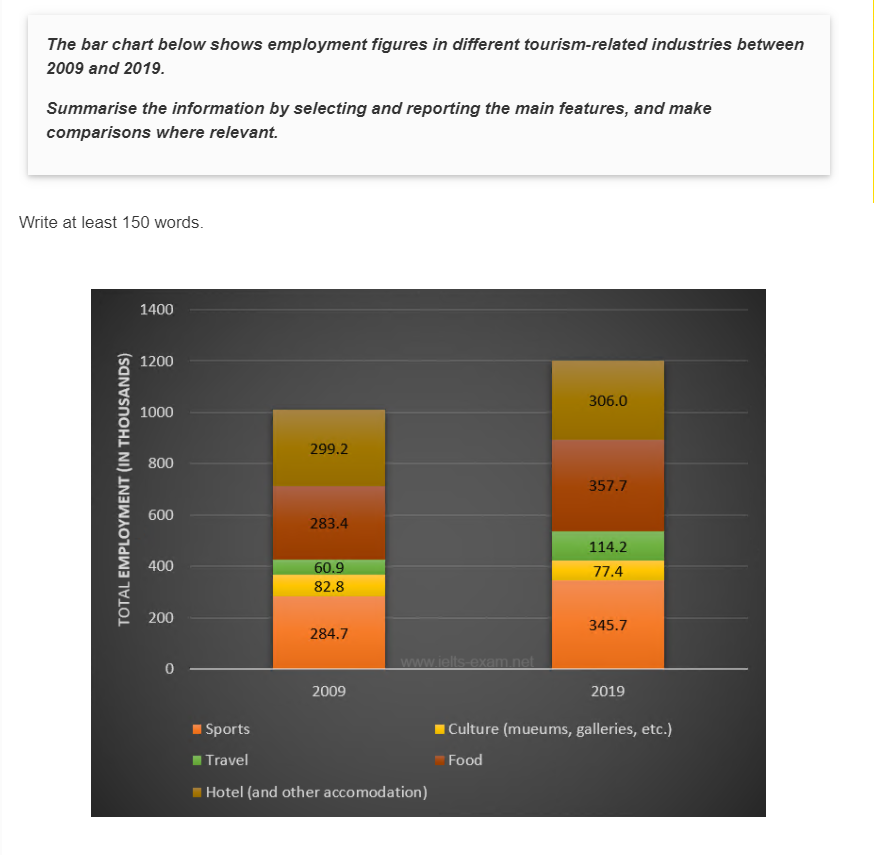 The bar chart below shows employment figures in different tourism-related industries between
2009 and 2019.
Summarise the information by selecting and reporting the main features, and make
comparisons where relevant.
Write at least 150 words.
1400
1200
1000
800
600
400
200
0
TOTAL EMPLOYMENT (IN THOUSANDS)
299.2
283.4
60.9
82.8
284.7
306.0
357.7
114.2
77.4
345.7
www.ielts-exam.net
2009
2019
Sports
Culture (mueums, galleries, etc.)
Travel
Food
Hotel (and other accomodation)